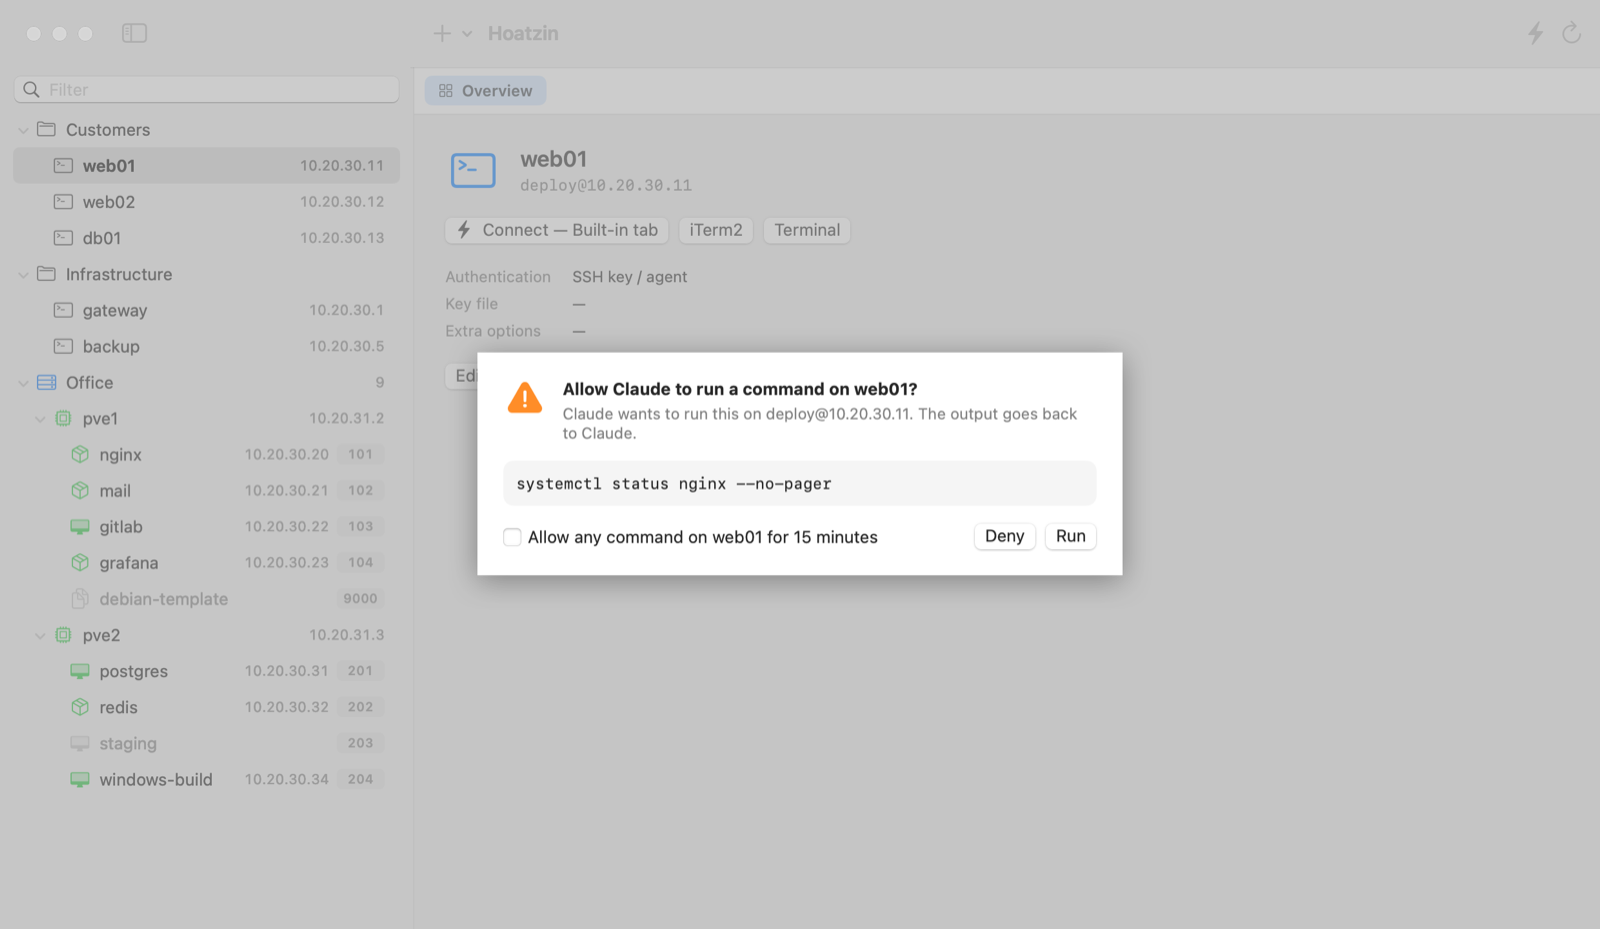 Hoatzin
Filter
Overview
Customers
web01 10.20.30.11
web02 10.20.30.12
db01 10.20.30.13
Infrastructure
gateway 10.20.30.1
backup 10.20.30.5
Office 9
pve1 10.20.31.2
nginx 10.20.30.20 101
mail 10.20.30.21 102
gitlab 10.20.30.22 103
grafana 10.20.30.23 104
debian-template 9000
pve2 10.20.31.3
postgres 10.20.30.31 201
redis 10.20.30.32 202
staging 203
windows-build 10.20.30.34 204
web01
deploy@10.20.30.11
Connect — Built-in tab iTerm2 Terminal
Authentication SSH key / agent
Key file —
Extra options —
Allow Claude to run a command on web01?
Claude wants to run this on deploy@10.20.30.11. The output goes back
to Claude.
systemctl status nginx --no-pager
Allow any command on web01 for 15 minutes Deny Run